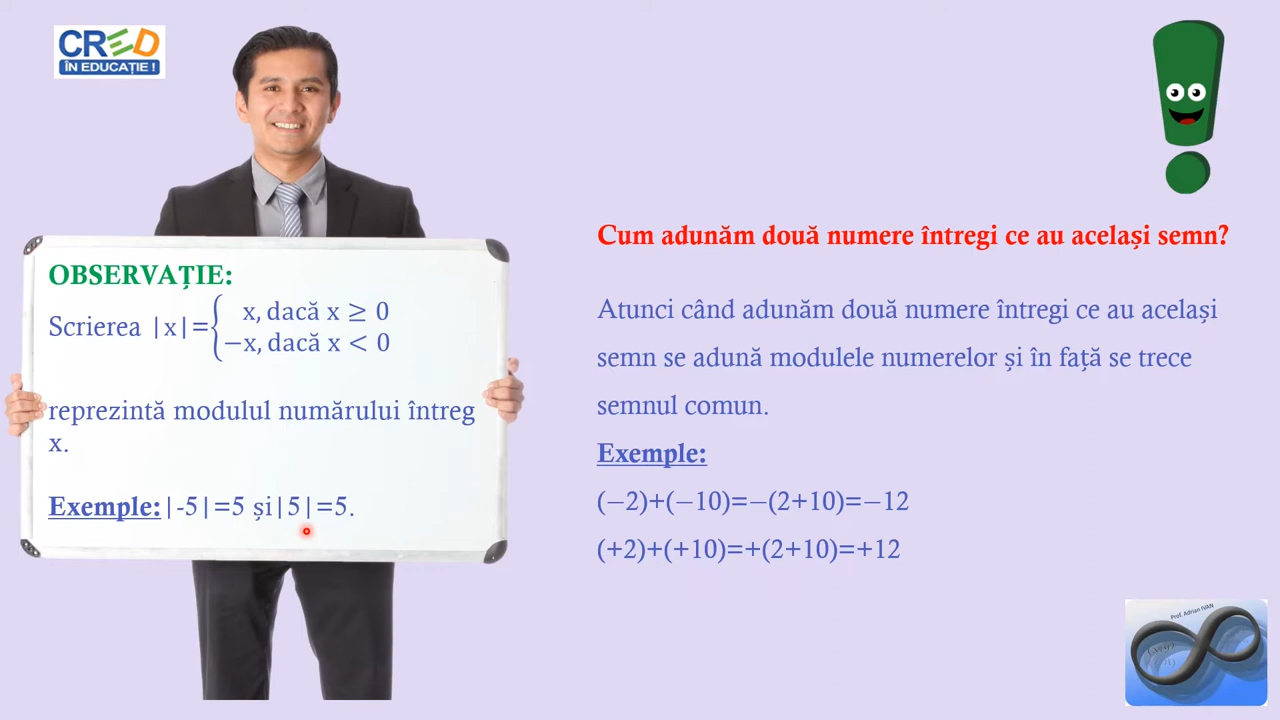 CRED
ÎN EDUCAȚIE !
OBSERVAȚIE:
Scrierea |x|={ x, dacă x ≥ 0
−x, dacă x < 0
reprezintă modulul numărului întreg
x.
Exemple:|-5|=5 și|5|=5.
Cum adunăm două numere întregi ce au același semn?
Atunci când adunăm două numere întregi ce au același
semn se adună modulele numerelor și în față se trece
semnul comun.
Exemple:
(−2)+(−10)=−(2+10)=−12
(+2)+(+10)=+(2+10)=+12
Prof. Adrian IVAN